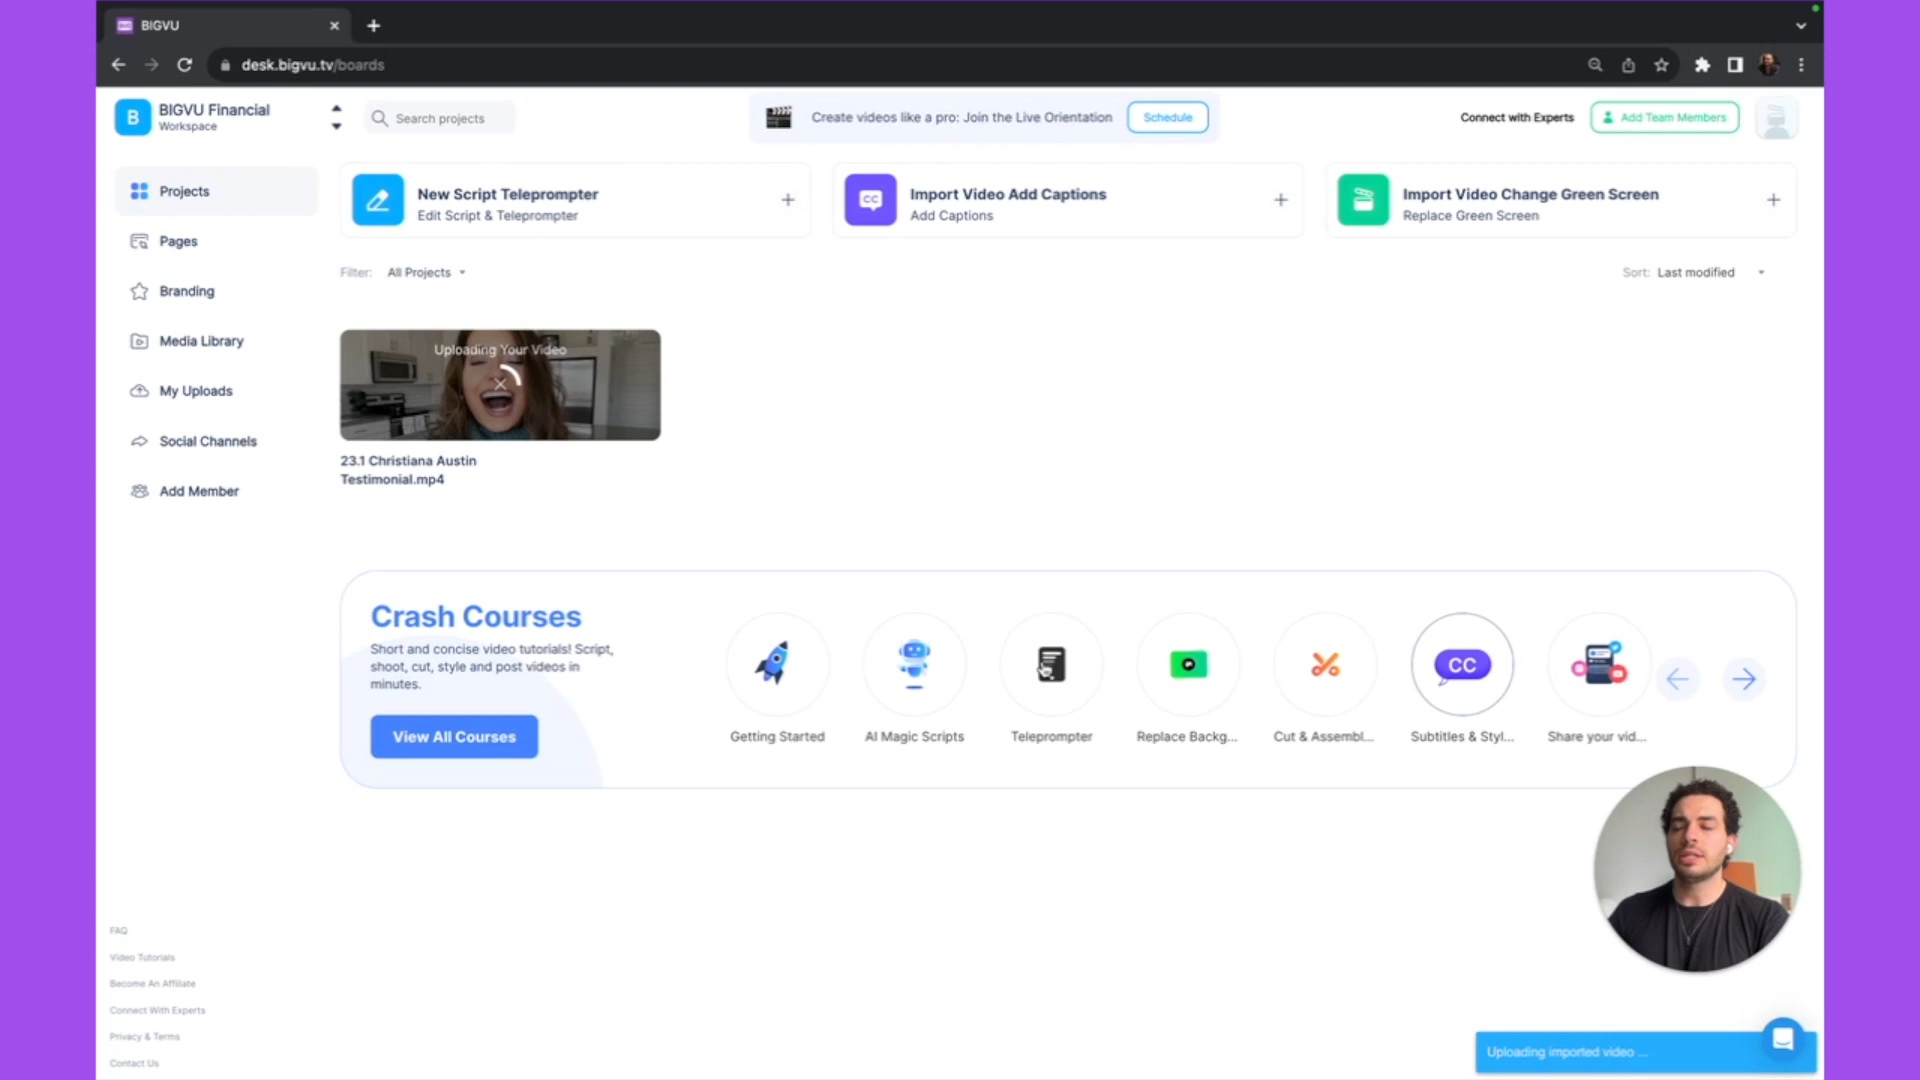 BIGVU
desk.bigvu.tv/boards
B
BIGVU Financial
Workspace
Search projects
Create videos like a pro: Join the Live Orientation
Schedule
Connect with Experts
Add Team Members
Projects
Pages
Branding
Media Library
My Uploads
Social Channels
Add Member
New Script Teleprompter
Edit Script & Teleprompter
CC
Import Video Add Captions
Add Captions
Import Video Change Green Screen
Replace Green Screen
Filter: All Projects
Sort: Last modified
Uploading Your Video
23.1 Christiana Austin
Testimonial.mp4
Crash Courses
Short and concise video tutorials! Script,
shoot, cut, style and post videos in
minutes.
View All Courses
Getting Started
AI Magic Scripts
Teleprompter
Replace Backg...
Cut & Assembl...
CC
Subtitles & Styl...
Share your vid...
FAQ
Video Tutorials
Become An Affiliate
Connect With Experts
Privacy & Terms
Contact Us
Uploading imported video ...